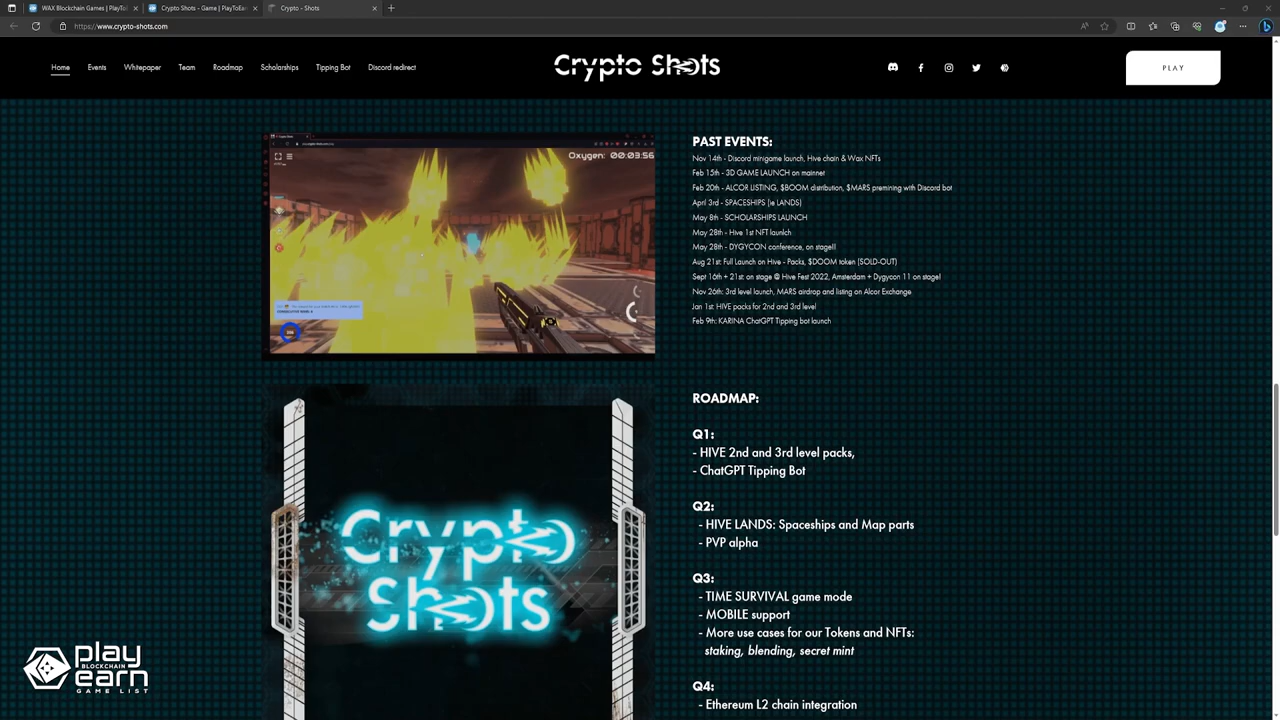 WAX Blockchain Games | PlayToE
Crypto Shots - Game | PlayToEa
Crypto - Shots
https://www.crypto-shots.com
Home
Events
Whitepaper
Team
Roadmap
Scholarships
Tipping Bot
Discord redirect
Crypto Shots
PLAY
Oxygen: 00:03:56
PAST EVENTS:
Nov 14th - Discord minigame launch, Hive chain & Wax NFTs
Feb 15th - 3D GAME LAUNCH on mainnet
Feb 20th - ALCOR LISTING, $BOOM distribution, $MARS premining with Discord bot
Aprl 3rd - SPACESHIPS (ie LANDS)
May 8th - SCHOLARSHIPS LAUNCH
May 28th - Hive 1st NFT launlch
May 28th - DYGYCON conference, on stage!!
Aug 21st: Full Launch on Hive - Packs, $DOOM token (SOLD-OUT)
Sept 16th + 21st: on stage @ Hive Fest 2022, Amsterdam + Dygycon 11 on stage!
Nov 26th: 3rd level launch, MARS airdrop and listing on Alcor Exchange
Jan 1st: HIVE packs for 2nd and 3rd level
Feb 9th: KARINA ChatGPT Tipping bot launch
ROADMAP:
Q1:
- HIVE 2nd and 3rd level packs,
- ChatGPT Tipping Bot
Q2:
- HIVE LANDS: Spaceships and Map parts
- PVP alpha
Q3:
- TIME SURVIVAL game mode
- MOBILE support
- More use cases for our Tokens and NFTs:
staking, blending, secret mint
Q4:
- Ethereum L2 chain integration
Crypto
Shots
play
BLOCKCHAIN
earn
GAME LIST